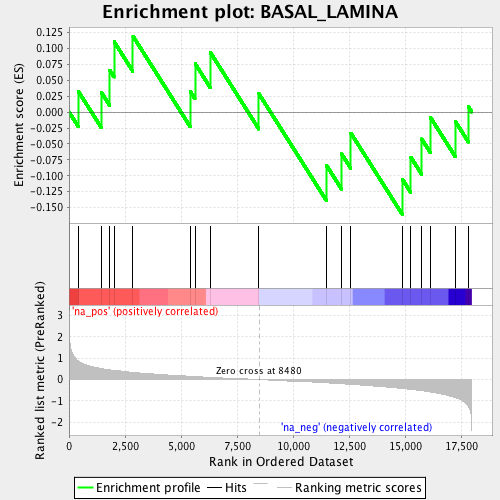 Enrichment plot: BASAL_LAMINA
Enrichment score (ES)
0.125
0.100
0.075
0.050
0.025
0.000
-0.025
-0.050
-0.075
-0.100
-0.125
-0.150
'na_pos' (positively correlated)
Ranked list metric (PreRanked)
3
2
1
0
-1
-2
Zero cross at 8480
'na_neg' (negatively correlated)
0 2,500 5,000 7,500 10,000 12,500 15,000 17,500
Rank in Ordered Dataset
Enrichment profile Hits Ranking metric scores